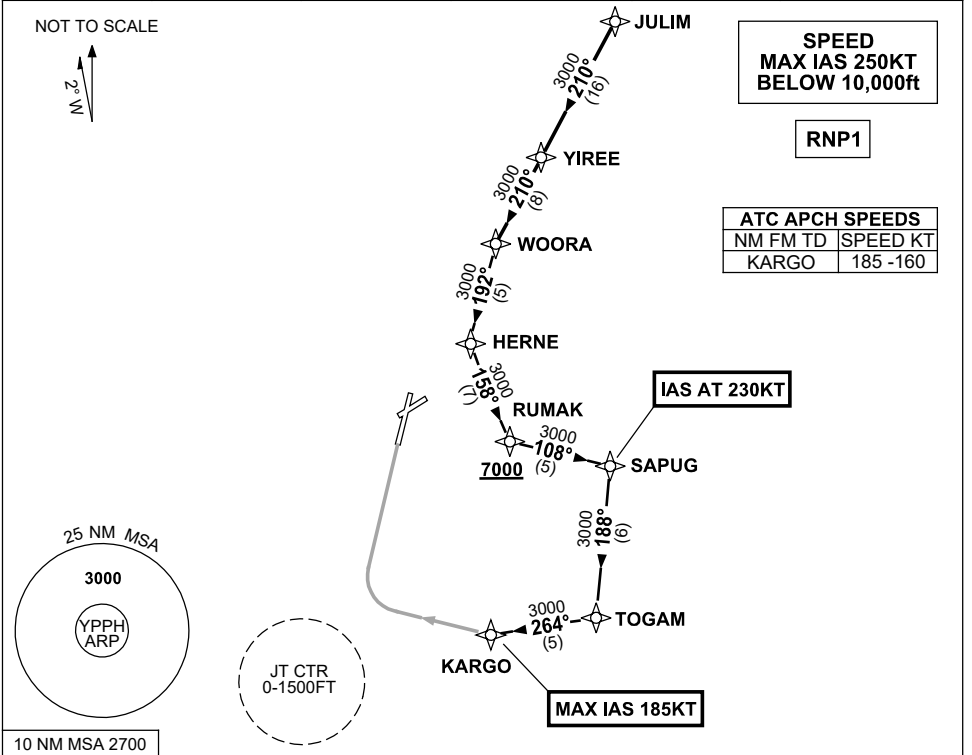 NOT TO SCALE
2° W
JULIM
SPEED
MAX IAS 250KT
BELOW 10,000ft
RNP1
3000
210°
(16)
YIREE
3000
210°
(8)
WOORA
ATC APCH SPEEDS
NM FM TD SPEED KT
KARGO 185 -160
3000
192°
(5)
HERNE
3000
158°
(7)
RUMAK
7000
IAS AT 230KT
3000
108°
(5)
SAPUG
3000
188°
(6)
TOGAM
3000
264°
(5)
KARGO
MAX IAS 185KT
25 NM MSA
3000
YPPH
ARP
JT CTR
0-1500FT
10 NM MSA 2700